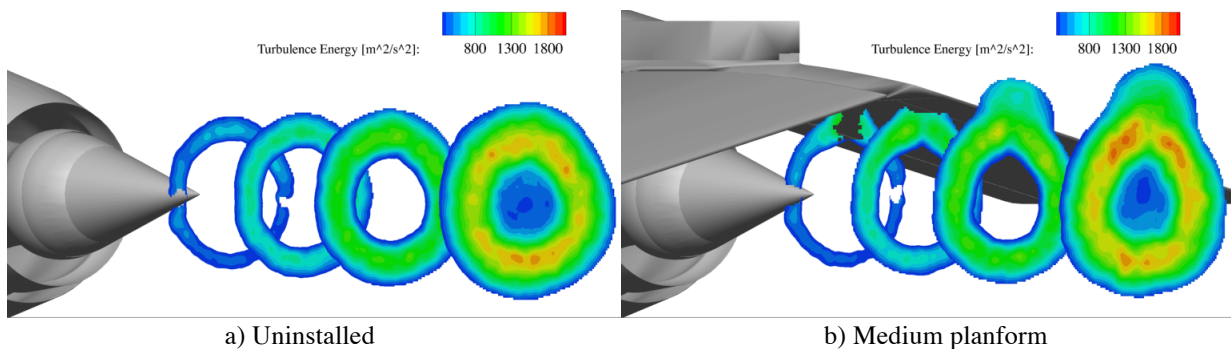 Turbulence Energy [m^2/s^2]: 800 1300 1800
Turbulence Energy [m^2/s^2]: 800 1300 1800
a) Uninstalled
b) Medium planform